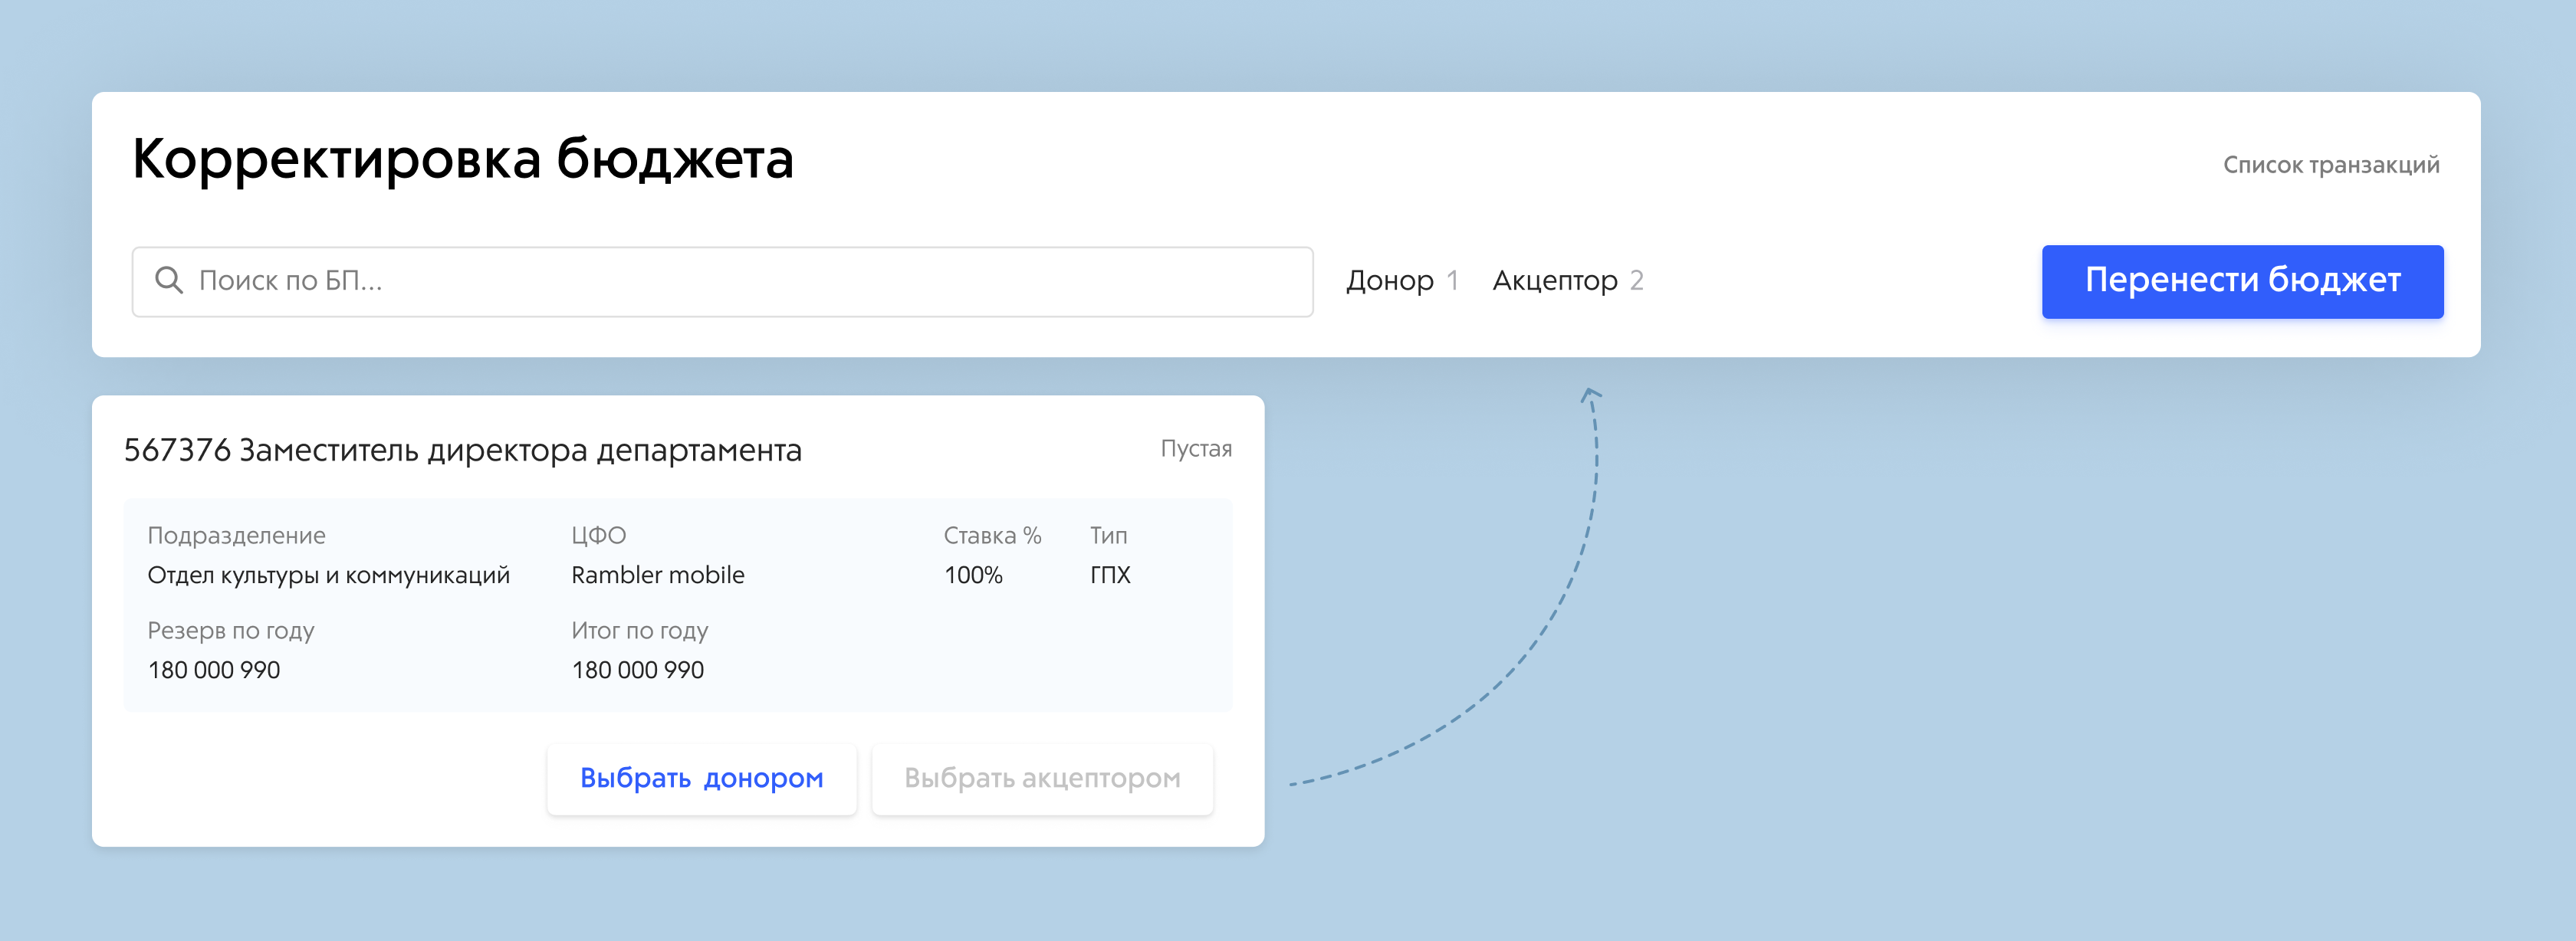 Корректировка бюджета
Список транзакций
Поиск по БП...
Донор 1 Акцептор 2
Перенести бюджет
567376 Заместитель директора департамента
Пустая
Подразделение ЦФО Ставка % Тип
Отдел культуры и коммуникаций Rambler mobile 100% ГПХ
Резерв по году Итог по году
180 000 990 180 000 990
Выбрать донором Выбрать акцептором